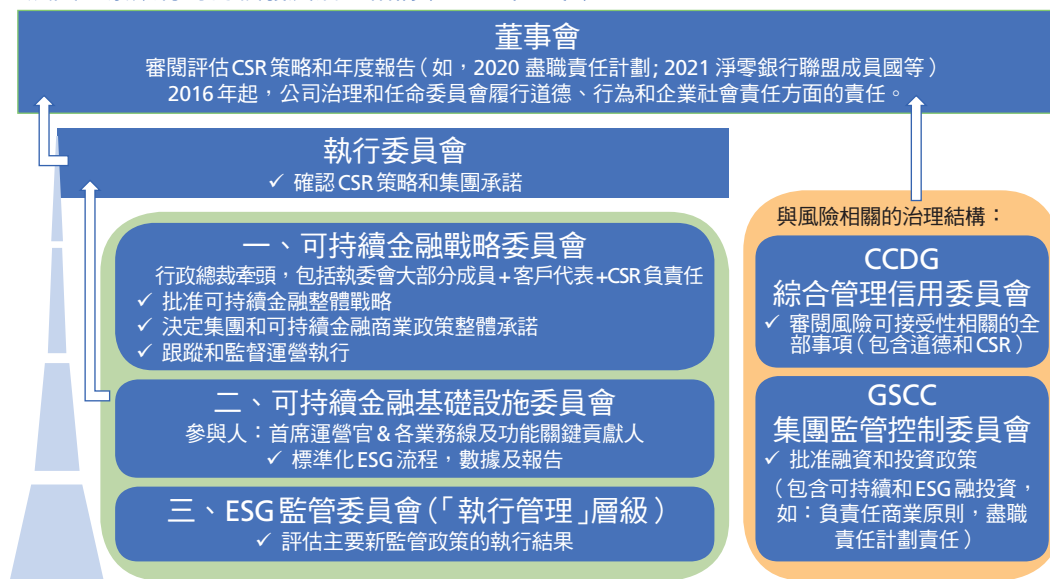 董事會
審閱評估CSR策略和年度報告（如，2020 盡職責任計劃；2021 淨零銀行聯盟成員國等）
2016年起，公司治理和任命委員會履行道德、行為和企業社會責任方面的責任。
執行委員會
✓ 確認CSR策略和集團承諾
一、可持續金融戰略委員會
行政總裁牽頭，包括執委會大部分成員+客戶代表+CSR負責任
✓ 批准可持續金融整體戰略
✓ 決定集團和可持續金融商業政策整體承諾
✓ 跟蹤和監督運營執行
二、可持續金融基礎設施委員會
參與人：首席運營官&各業務線及功能關鍵貢獻人
✓ 標準化ESG流程，數據及報告
三、ESG監管委員會（「執行管理」層級）
✓ 評估主要新監管政策的執行結果
與風險相關的治理結構：
CCDG
綜合管理信用委員會
✓ 審閱風險可接受性相關的全
部事項（包含道德和CSR）
GSCC
集團監管控制委員會
✓ 批准融資和投資政策
（包含可持續和ESG融投資，
如：負責任商業原則，盡職
責任計劃責任）